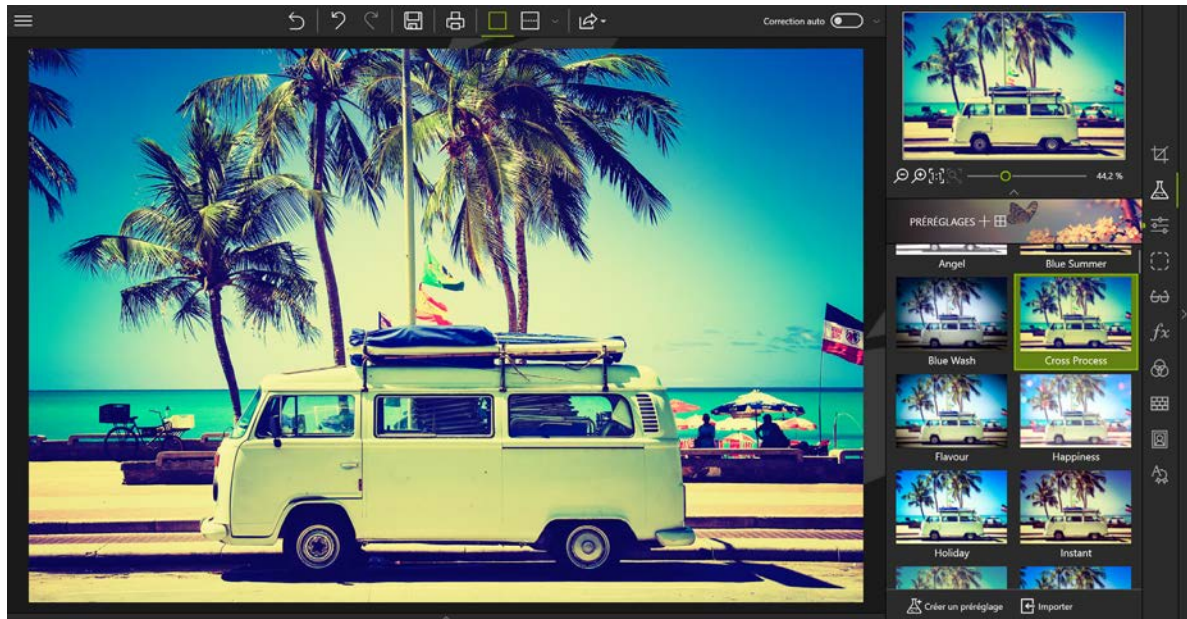 Correction auto
44,2 %
PRÉRÉGLAGES
Angel
Blue Summer
Blue Wash
Cross Process
Flavour
Happiness
Holiday
Instant
Créer un préréglage
Importer